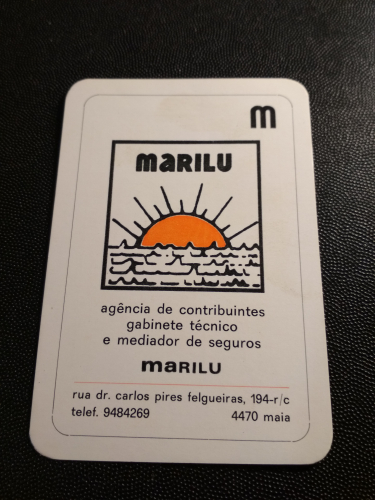 m
maRILU
agência de contribuintes
gabinete técnico
e mediador de seguros
maRILU
rua dr. carlos pires felgueiras, 194-r/c
telef. 9484269 4470 maia